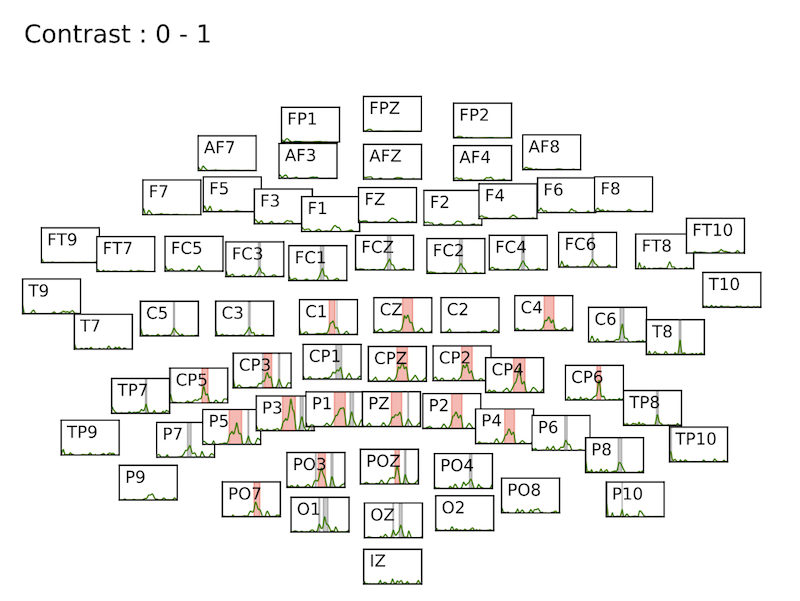 Contrast : 0 - 1
FPZ
FP1
FP2
AF7
AF3
AFZ
AF4
AF8
F7
F5
F3
F1
FZ
F2
F4
F6
F8
FT9
FT7
FC5
FC3
FC1
FCZ
FC2
FC4
FC6
FT8
FT10
T9
T7
C5
C3
C1
CZ
C2
C4
C6
T8
T10
TP7
CP5
CP3
CP1
CPZ
CP2
CP4
CP6
TP8
TP9
P7
P5
P3
P1
PZ
P2
P4
P6
P8
TP10
P9
PO7
PO3
POZ
PO4
PO8
P10
O1
OZ
O2
IZ